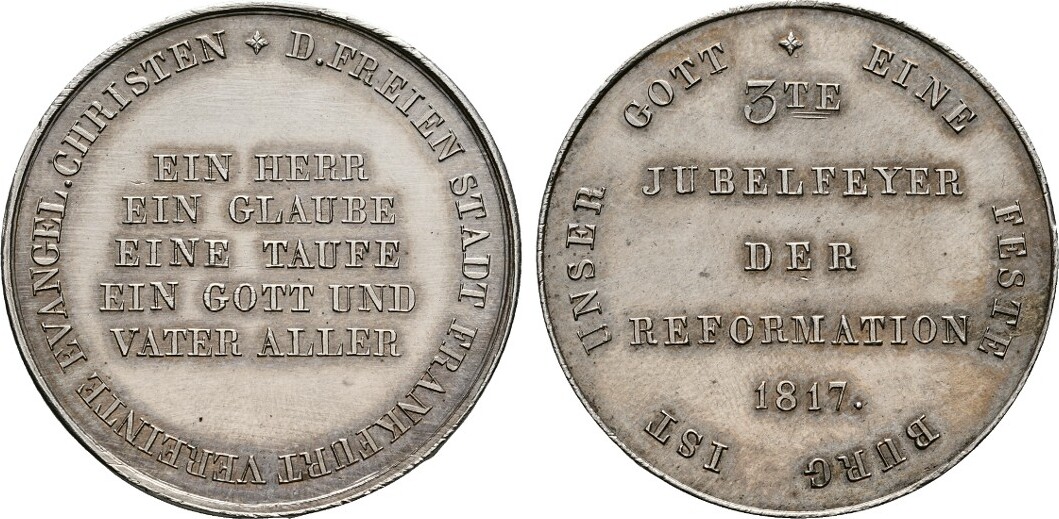 D. FREIEN STADT FRANKFURT VEREINTE EVANGEL. CHRISTEN
EIN HERR
EIN GLAUBE
EINE TAUFE
EIN GOTT UND
VATER ALLER
EINE FESTE BURG IST UNSER GOTT
3TE
JUBELFEYER
DER
REFORMATION
1817.